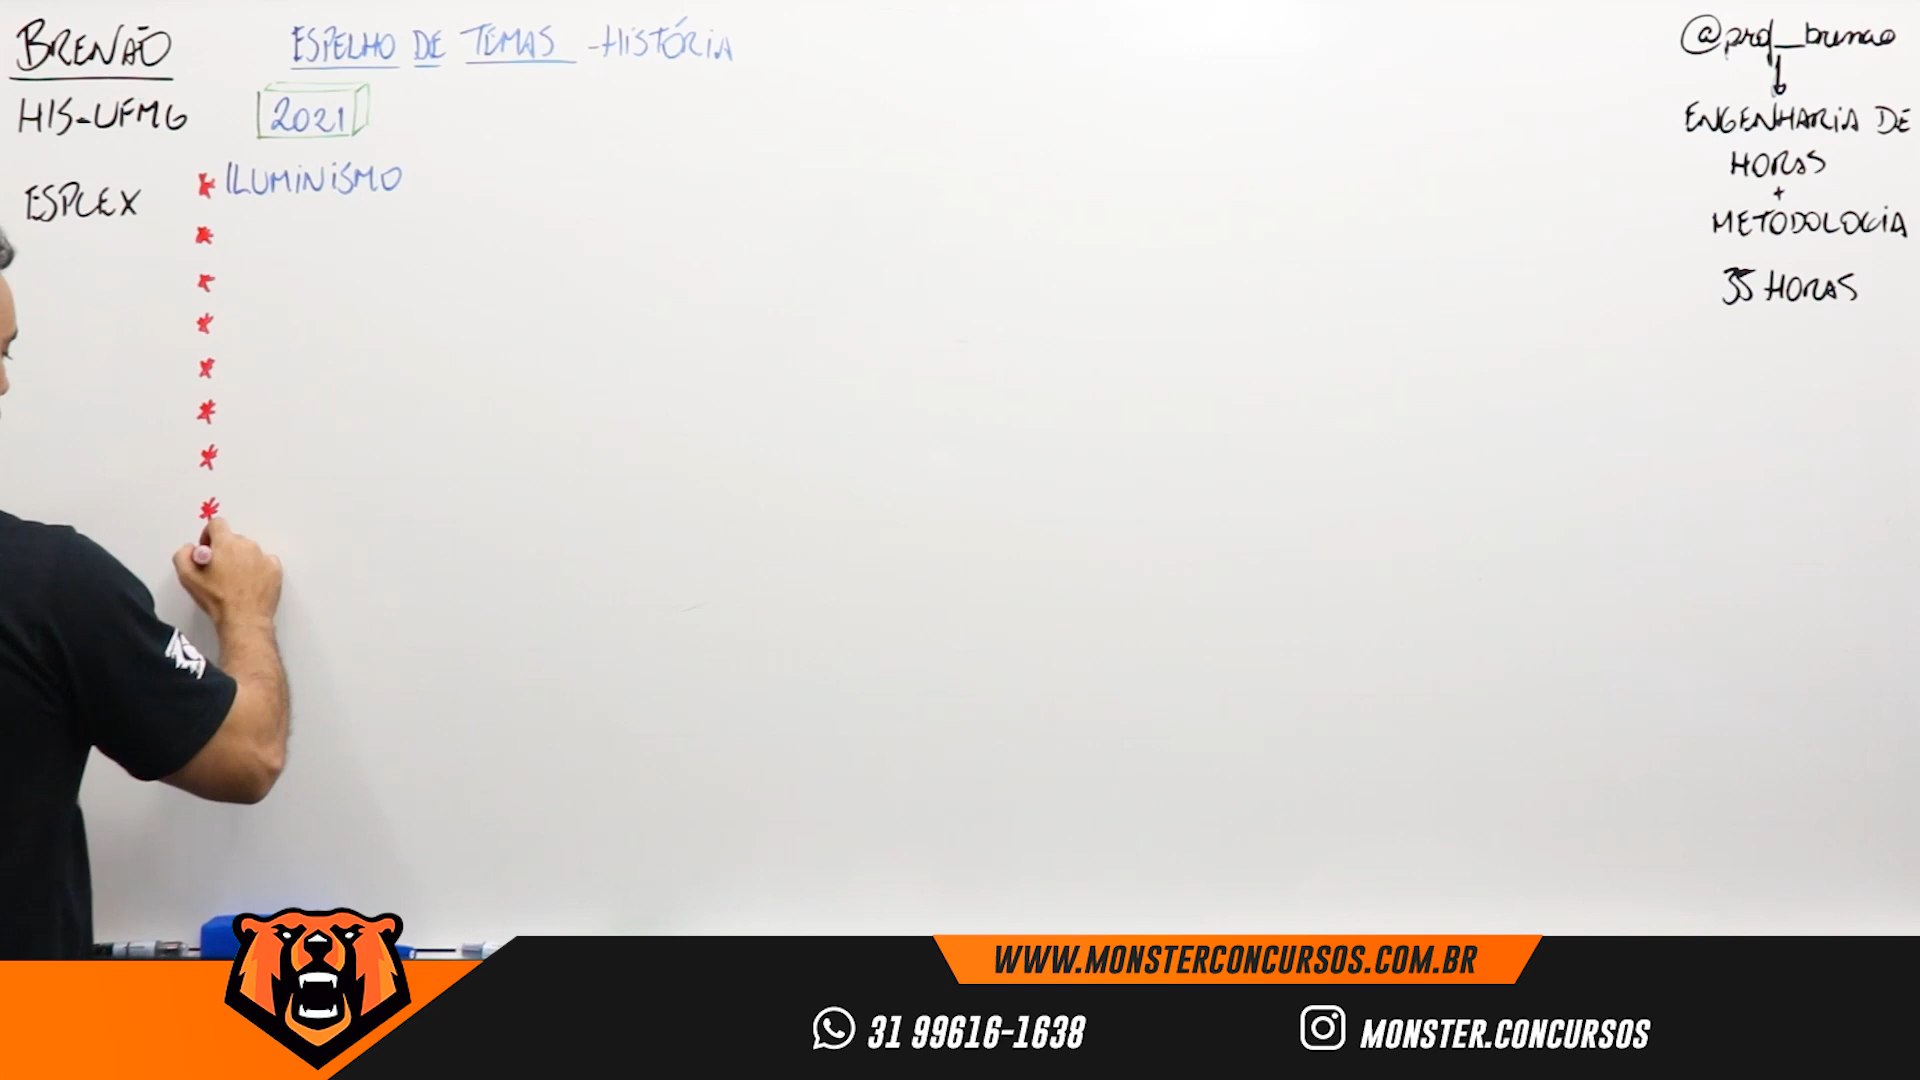 BRENÃO
ESPELHO DE TEMAS - HISTÓRIA
@prof_brenao
HIS-UFMG
2021
ENGENHARIA DE
HORAS
+
METODOLOGIA
35 HORAS
* ILUMINISMO
ESPCEX
*
*
*
*
*
*
*
WWW.MONSTERCONCURSOS.COM.BR
31 99616-1638
MONSTER.CONCURSOS